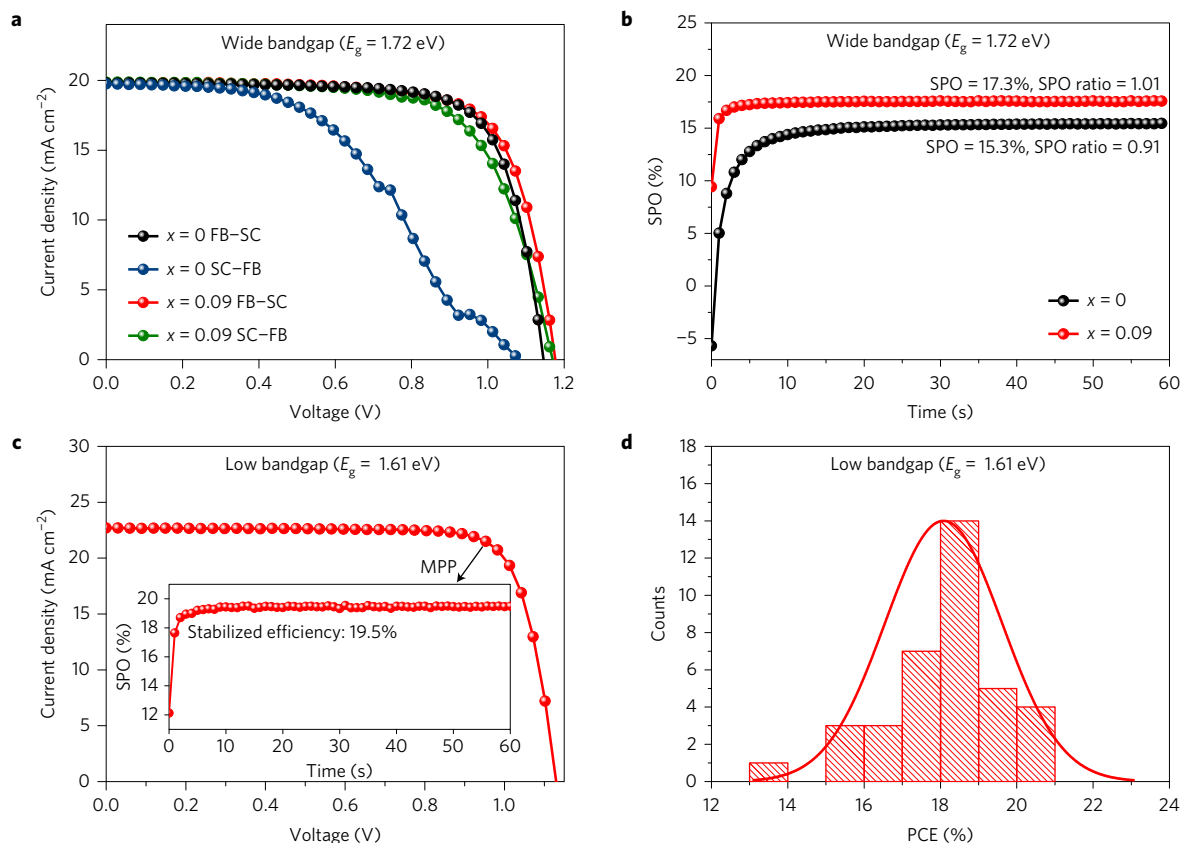 a
Wide bandgap (Eg = 1.72 eV)
Current density (mA cm−2)
20
15
10
5
0
x = 0 FB–SC
x = 0 SC–FB
x = 0.09 FB–SC
x = 0.09 SC–FB
0.0 0.2 0.4 0.6 0.8 1.0 1.2
Voltage (V)
b
Wide bandgap (Eg = 1.72 eV)
SPO (%)
25
20
15
10
5
0
−5
SPO = 17.3%, SPO ratio = 1.01
SPO = 15.3%, SPO ratio = 0.91
x = 0
x = 0.09
0 10 20 30 40 50 60
Time (s)
c
Low bandgap (Eg = 1.61 eV)
Current density (mA cm−2)
30
25
20
15
10
5
0
MPP
SPO (%)
20
18
16
14
12
Stabilized efficiency: 19.5%
0 10 20 30 40 50 60
Time (s)
0.0 0.2 0.4 0.6 0.8 1.0
Voltage (V)
d
Low bandgap (Eg = 1.61 eV)
Counts
18
16
14
12
10
8
6
4
2
0
12 14 16 18 20 22 24
PCE (%)